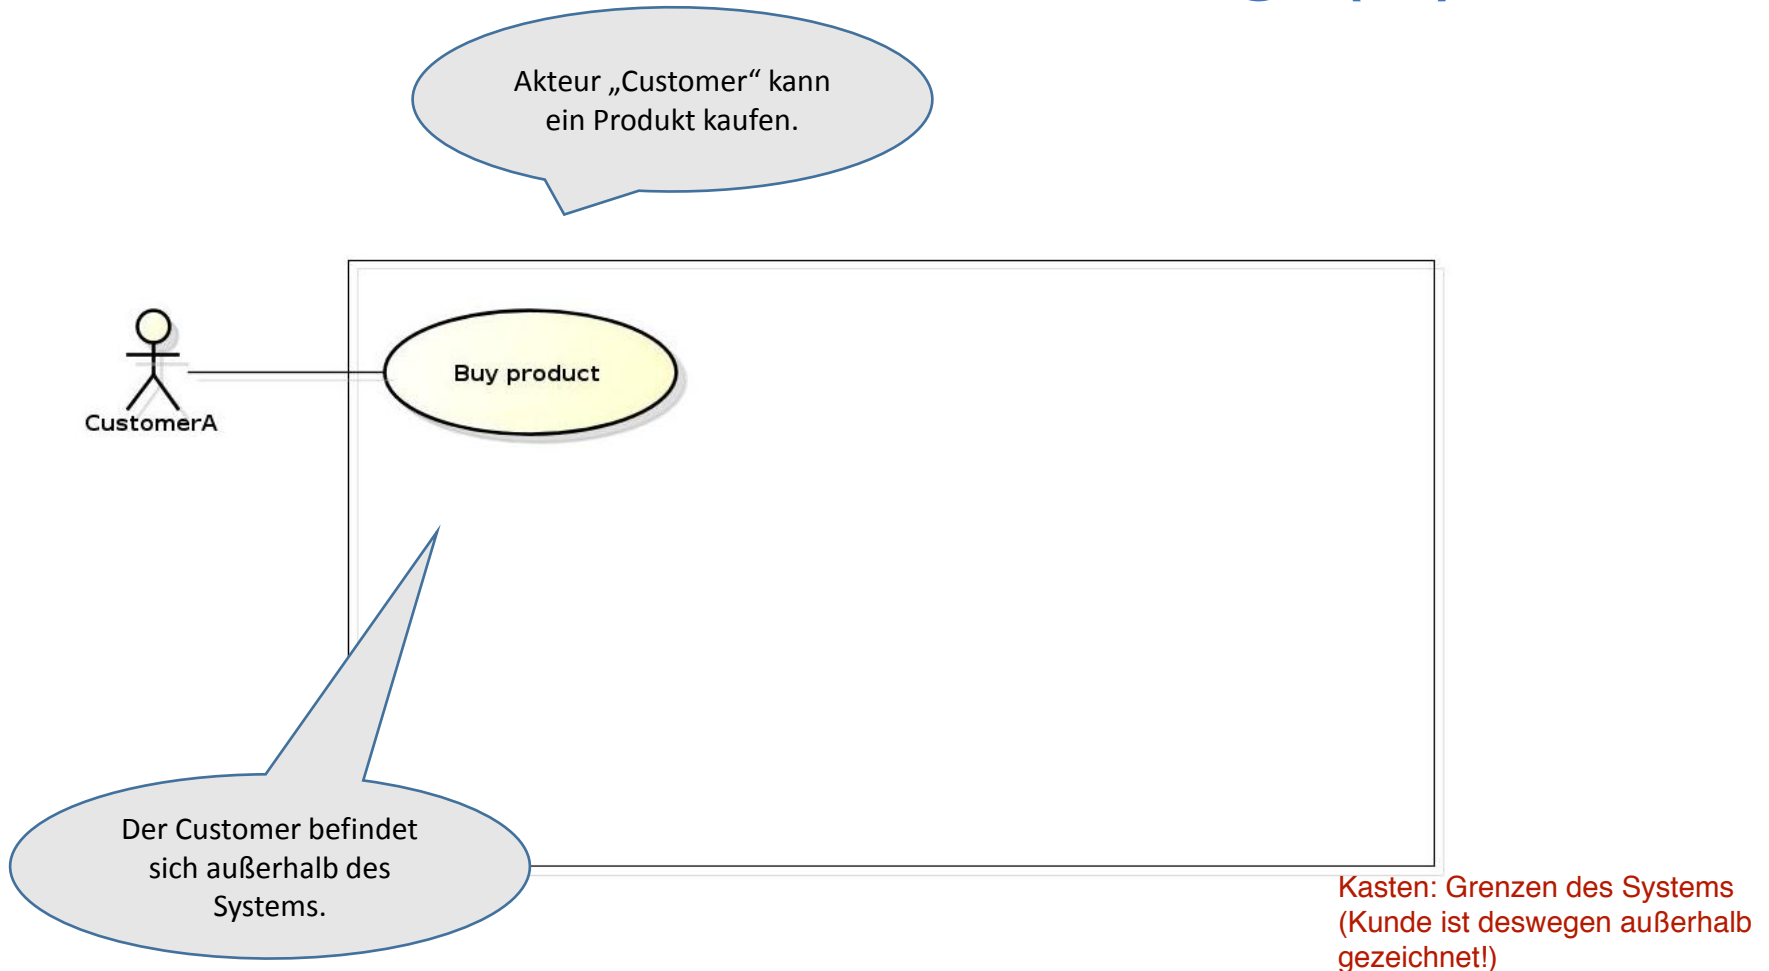 Akteur „Customer“ kann
ein Produkt kaufen.
Buy product
CustomerA
Der Customer befindet
sich außerhalb des
Systems.
Kasten: Grenzen des Systems
(Kunde ist deswegen außerhalb
gezeichnet!)